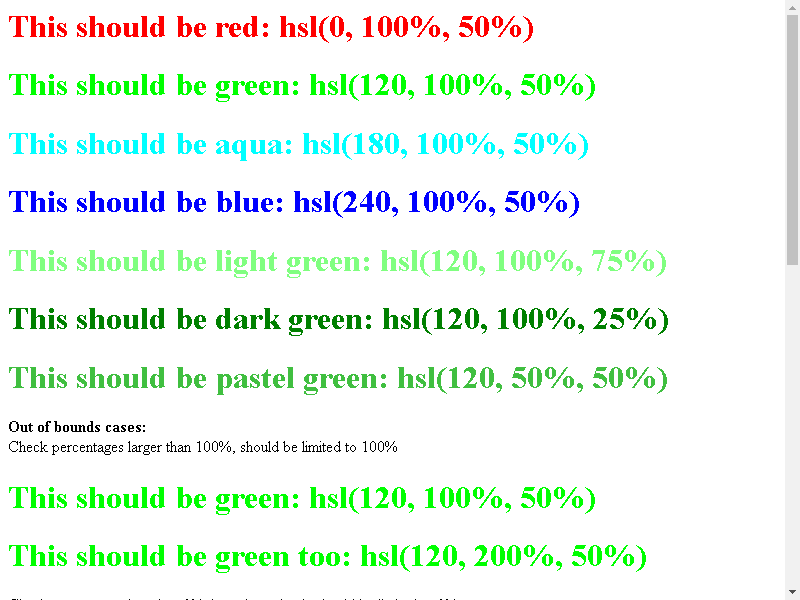 This should be red: hsl(0, 100%, 50%)
This should be green: hsl(120, 100%, 50%)
This should be aqua: hsl(180, 100%, 50%)
This should be blue: hsl(240, 100%, 50%)
This should be light green: hsl(120, 100%, 75%)
This should be dark green: hsl(120, 100%, 25%)
This should be pastel green: hsl(120, 50%, 50%)
Out of bounds cases:
Check percentages larger than 100%, should be limited to 100%
This should be green: hsl(120, 100%, 50%)
This should be green too: hsl(120, 200%, 50%)